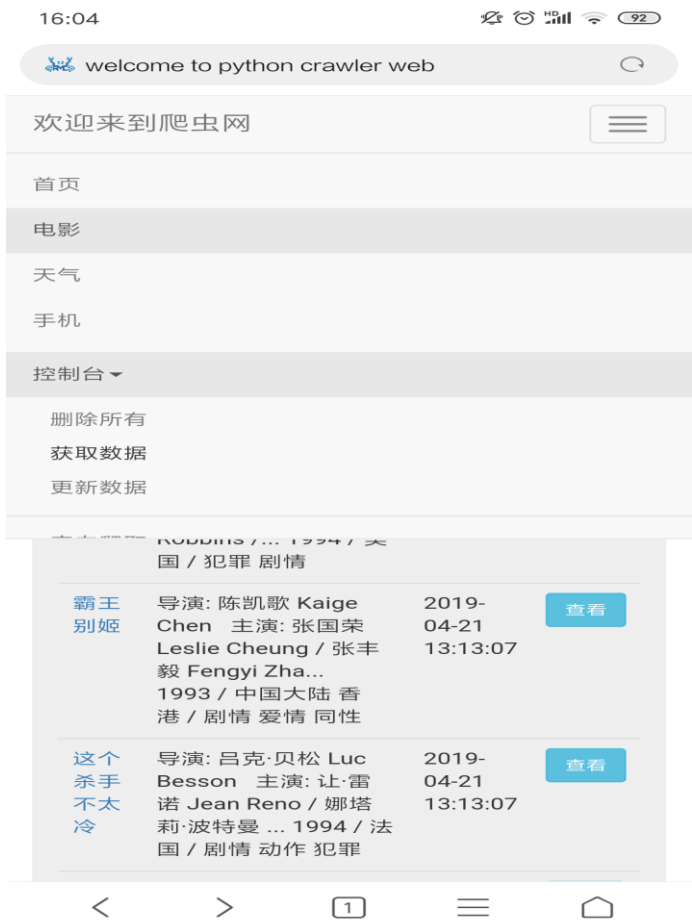 16:04
HD
92
welcome to python crawler web
欢迎来到爬虫网
首页
电影
天气
手机
控制台
删除所有
获取数据
更新数据
Robbins /... 1994 / 美
国 / 犯罪 剧情
霸王
别姬
导演: 陈凯歌 Kaige
Chen 主演: 张国荣
Leslie Cheung / 张丰
毅 Fengyi Zha...
1993 / 中国大陆 香
港 / 剧情 爱情 同性
2019-
04-21
13:13:07
查看
这个
杀手
不太
冷
导演: 吕克·贝松 Luc
Besson 主演: 让·雷
诺 Jean Reno / 娜塔
莉·波特曼 ... 1994 / 法
国 / 剧情 动作 犯罪
2019-
04-21
13:13:07
查看
1